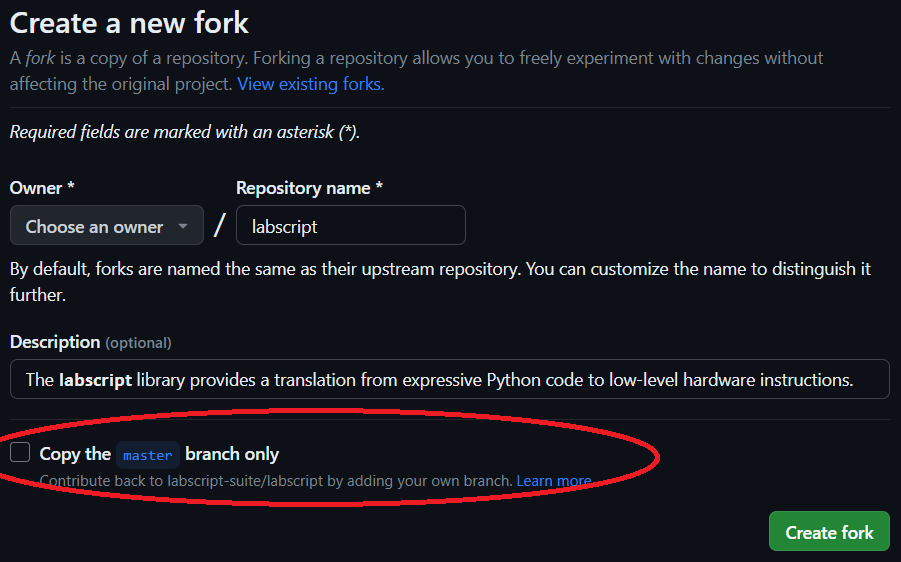 Create a new fork
A fork is a copy of a repository. Forking a repository allows you to freely experiment with changes without
affecting the original project. View existing forks.
Required fields are marked with an asterisk (*).
Owner *
Repository name *
Choose an owner
/
labscript
By default, forks are named the same as their upstream repository. You can customize the name to distinguish it
further.
Description (optional)
The labscript library provides a translation from expressive Python code to low-level hardware instructions.
Copy the master branch only
Contribute back to labscript-suite/labscript by adding your own branch. Learn more.
Create fork